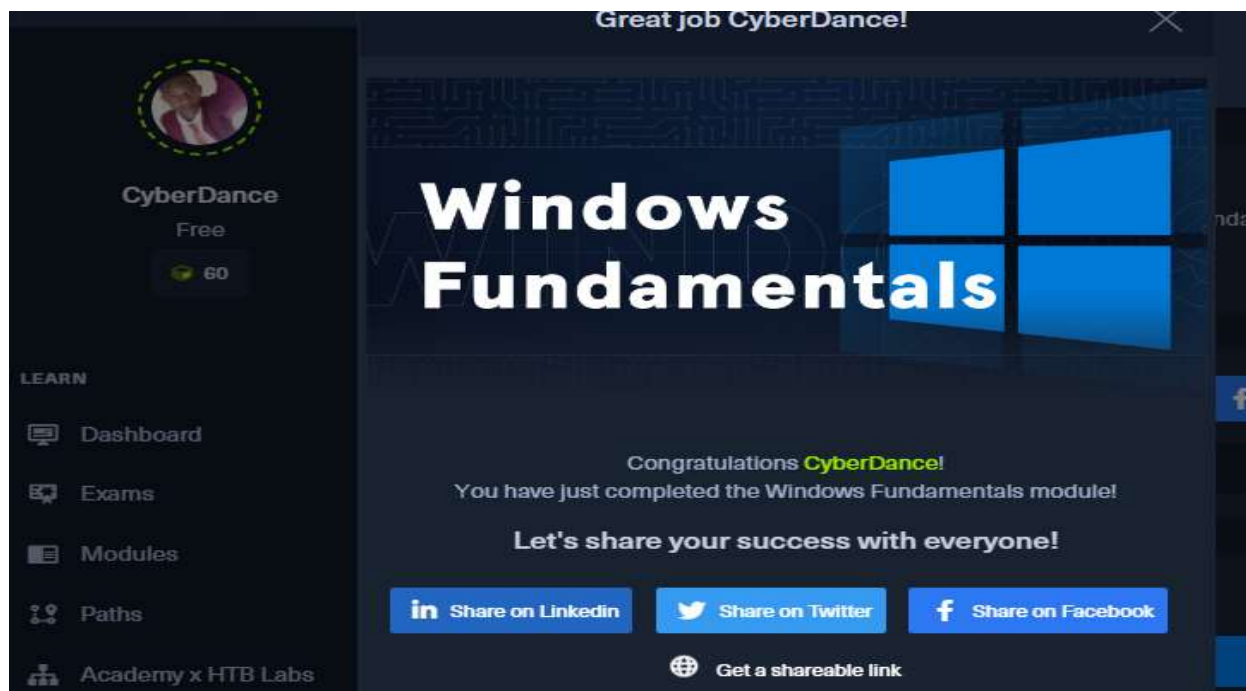 Great job CyberDance!
CyberDance
Free
60
LEARN
Dashboard
Exams
Modules
Paths
Academy x HTB Labs
Windows
Fundamentals
Congratulations CyberDance!
You have just completed the Windows Fundamentals module!
Let's share your success with everyone!
in Share on Linkedin
Share on Twitter
f Share on Facebook
Get a shareable link